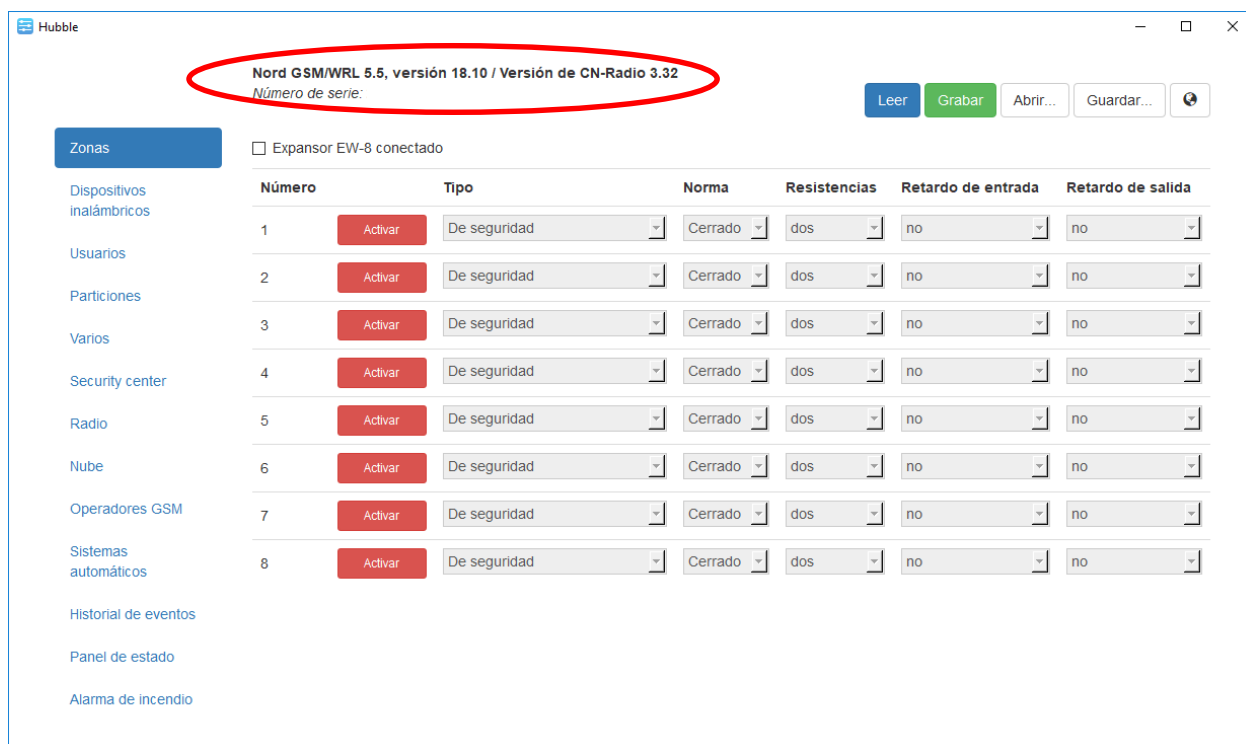 Hubble
Nord GSM/WRL 5.5, versión 18.10 / Versión de CN-Radio 3.32
Número de serie:
Leer Grabar Abrir... Guardar...
Zonas
Dispositivos
inalámbricos
Usuarios
Particiones
Varios
Security center
Radio
Nube
Operadores GSM
Sistemas
automáticos
Historial de eventos
Panel de estado
Alarma de incendio
Expansor EW-8 conectado
Número Tipo Norma Resistencias Retardo de entrada Retardo de salida
1 Activar De seguridad Cerrado dos no no
2 Activar De seguridad Cerrado dos no no
3 Activar De seguridad Cerrado dos no no
4 Activar De seguridad Cerrado dos no no
5 Activar De seguridad Cerrado dos no no
6 Activar De seguridad Cerrado dos no no
7 Activar De seguridad Cerrado dos no no
8 Activar De seguridad Cerrado dos no no